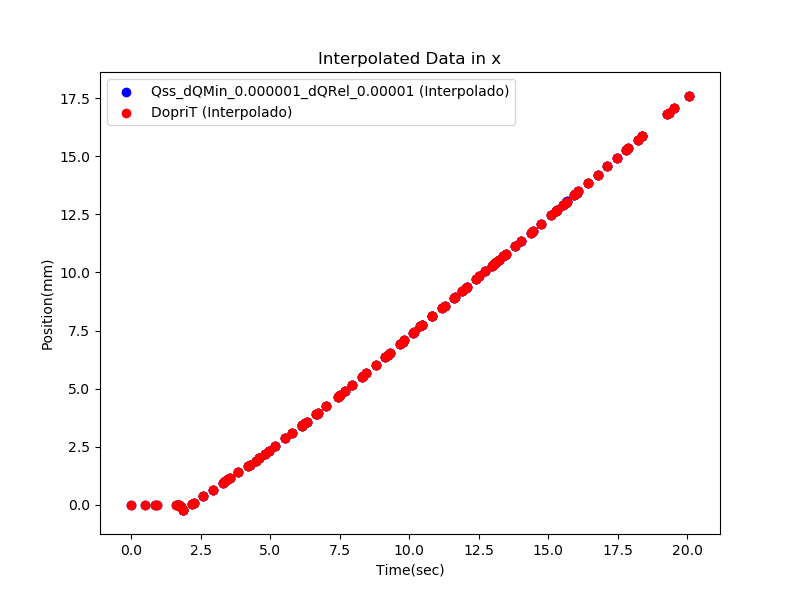 Interpolated Data in x
Qss_dQMin_0.000001_dQRel_0.00001 (Interpolado)
DopriT (Interpolado)
17.5
15.0
12.5
10.0
7.5
5.0
2.5
0.0
Position(mm)
0.0 2.5 5.0 7.5 10.0 12.5 15.0 17.5 20.0
Time(sec)